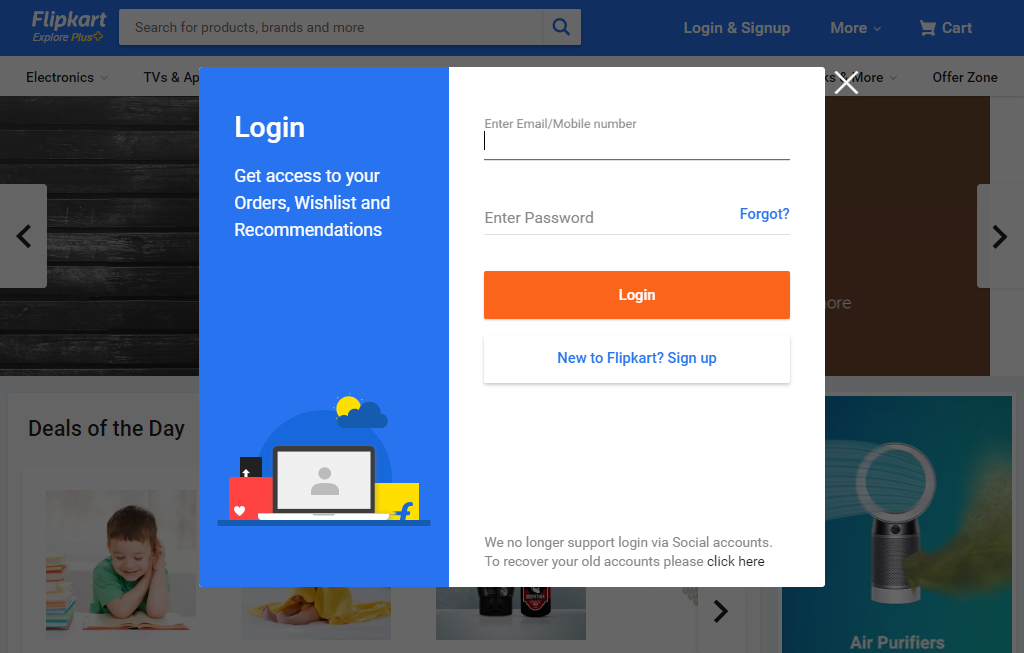 Flipkart
Explore Plus
Search for products, brands and more
Login & Signup
More
Cart
Electronics
TVs & Ap
ks & More
Offer Zone
Login
Get access to your
Orders, Wishlist and
Recommendations
Enter Email/Mobile number
Enter Password
Forgot?
Login
New to Flipkart? Sign up
We no longer support login via Social accounts.
To recover your old accounts please click here
ore
Deals of the Day
Air Purifiers